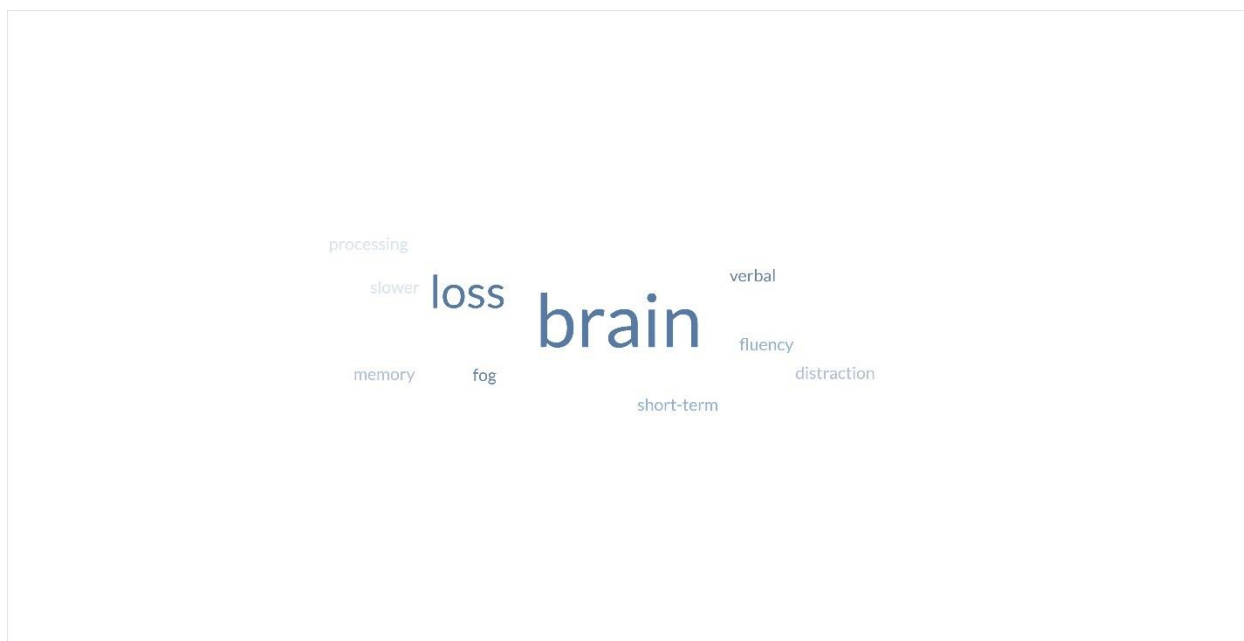 processing
verbal
slower
loss
brain
fluency
memory
fog
distraction
short-term